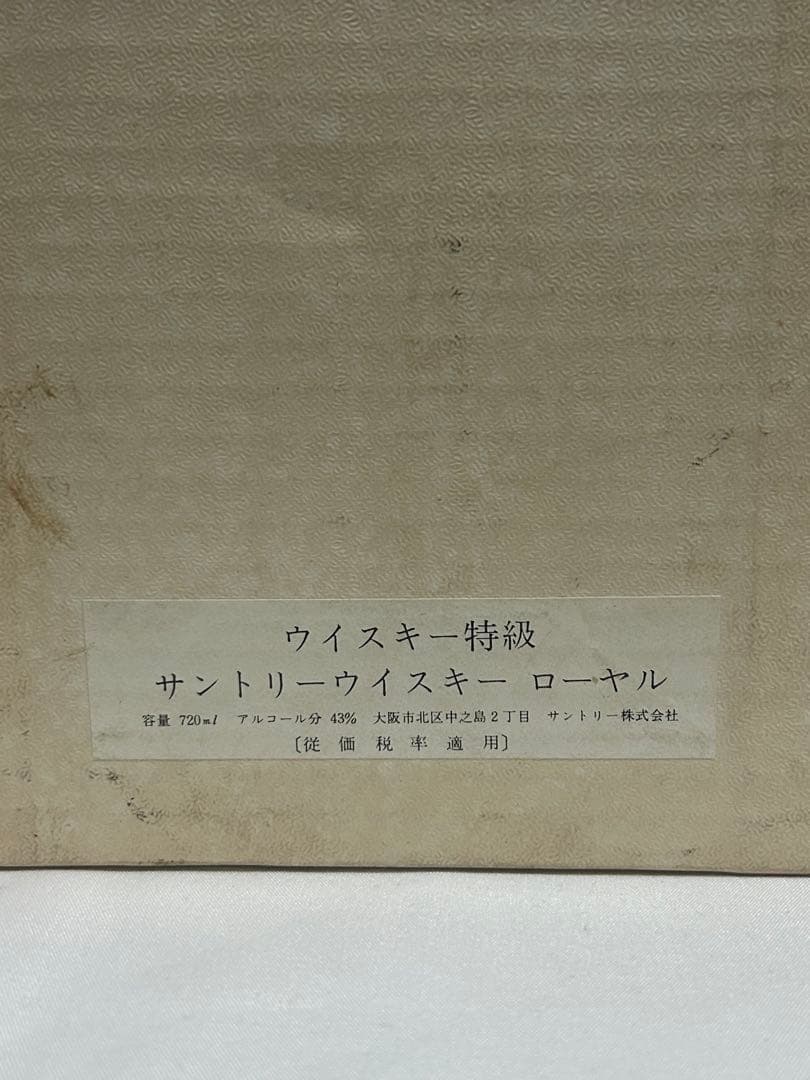 ウイスキー特級
サントリーウイスキー ローヤル
容量 720ml アルコール分 43% 大阪市北区中之島2丁目 サントリー株式会社
〔従価税率適用〕